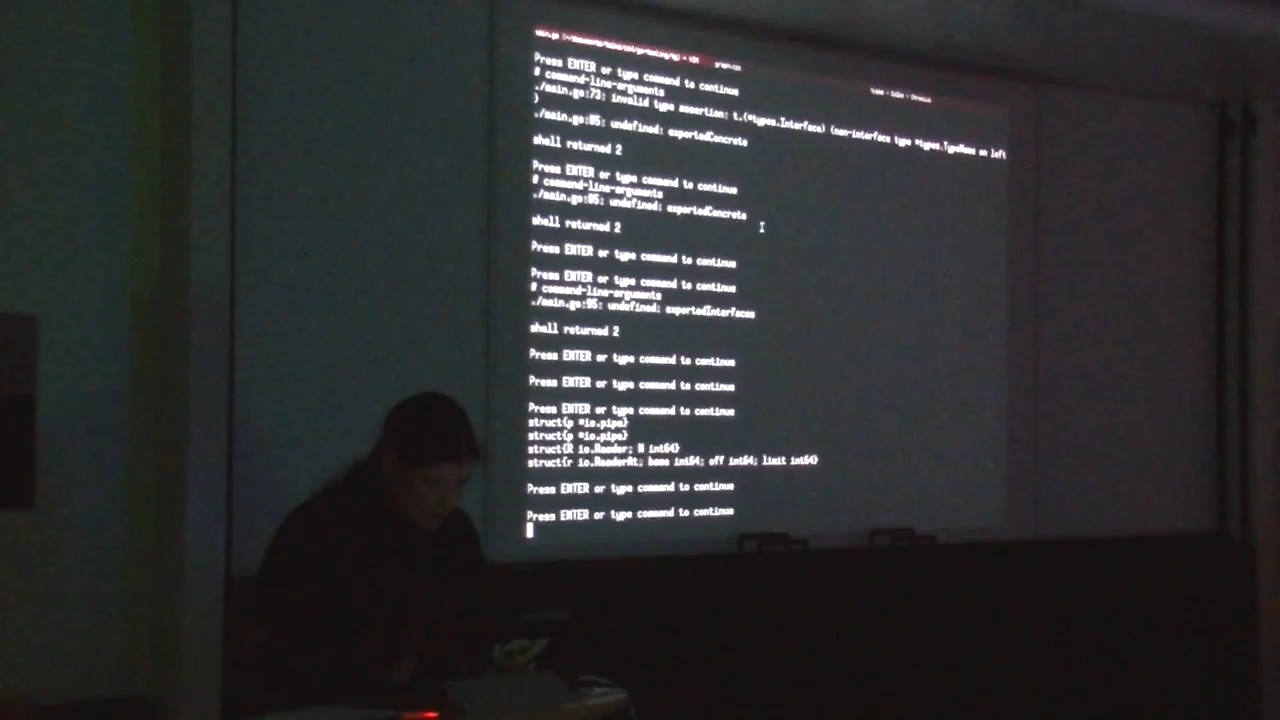 Press ENTER or type command to continue
# command-line-arguments
./main.go:73: invalid type assertion: t.(*types.Interface) (non-interface type *types.TypeName on left
)
./main.go:85: undefined: exportedConcrete
shell returned 2
Press ENTER or type command to continue
# command-line-arguments
./main.go:85: undefined: exportedConcrete
shell returned 2
Press ENTER or type command to continue
Press ENTER or type command to continue
# command-line-arguments
./main.go:95: undefined: exportedInterfaces
shell returned 2
Press ENTER or type command to continue
Press ENTER or type command to continue
Press ENTER or type command to continue
struct{p *io.pipe}
struct{p *io.pipe}
struct{R io.Reader; N int64}
struct{r io.ReaderAt; base int64; off int64; limit int64}
Press ENTER or type command to continue
Press ENTER or type command to continue